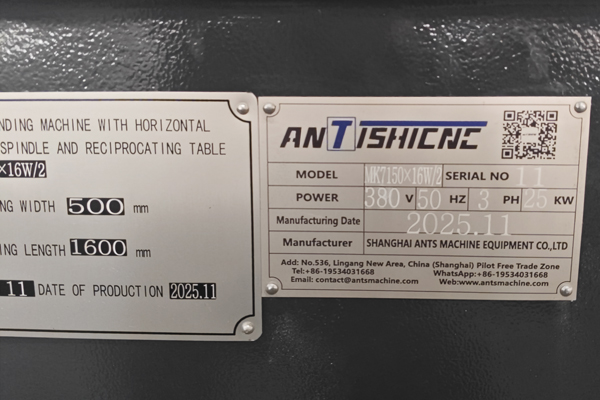 NDING MACHINE WITH HORIZONTAL
SPINDLE AND RECIPROCATING TABLE
×16W/2
NG WIDTH 500 mm
ING LENGTH 1600 mm
11 DATE OF PRODUCTION 2025.11
ANTISHICNC
MODEL MK7150×16W/2 SERIAL NO 11
POWER 380 V 50 HZ 3 PH 25 KW
Manufacturing Date 2025.11
Manufacturer SHANGHAI ANTS MACHINE EQUIPMENT CO.,LTD
Add: No.536, Lingang New Area, China (Shanghai) Pilot Free Trade Zone
Tel:+86-19534031668 WhatsApp:+86-19534031668
Email: contact@antsmachine.com Web:www.antsmachine.com